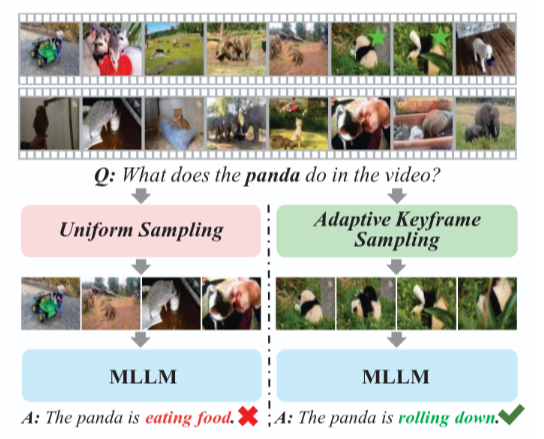 Q: What does the panda do in the video?
Uniform Sampling
Adaptive Keyframe
Sampling
MLLM
MLLM
A: The panda is eating food.
A: The panda is rolling down.